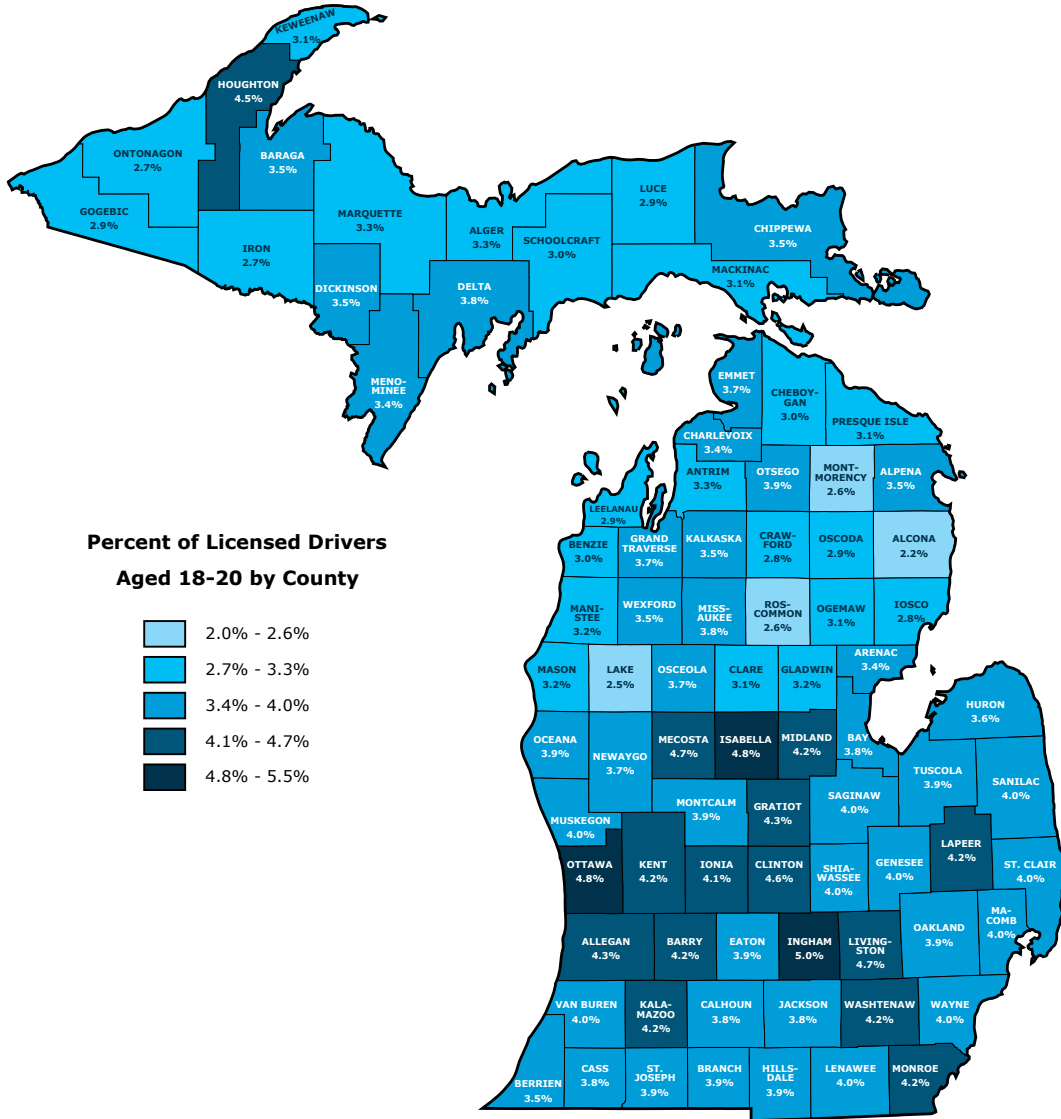 KEWEENAW
3.1%
HOUGHTON
4.5%
ONTONAGON
2.7%
BARAGA
3.5%
GOGEBIC
2.9%
MARQUETTE
3.3%
IRON
2.7%
DICKINSON
3.5%
MENO-
MINEE
3.4%
ALGER
3.3%
DELTA
3.8%
SCHOOLCRAFT
3.0%
LUCE
2.9%
CHIPPEWA
3.5%
MACKINAC
3.1%
EMMET
3.7%
CHEBOY-
GAN
3.0%
PRESQUE ISLE
3.1%
CHARLEVOIX
3.4%
ANTRIM
3.3%
OTSEGO
3.9%
MONT-
MORENCY
2.6%
ALPENA
3.5%
LEELANAU
2.9%
BENZIE
3.0%
GRAND
TRAVERSE
3.7%
KALKASKA
3.5%
CRAW-
FORD
2.8%
OSCODA
2.9%
ALCONA
2.2%
MANI-
STEE
3.2%
WEXFORD
3.5%
MISS-
AUKEE
3.8%
ROS-
COMMON
2.6%
OGEMAW
3.1%
IOSCO
2.8%
MASON
3.2%
LAKE
2.5%
OSCEOLA
3.7%
CLARE
3.1%
GLADWIN
3.2%
ARENAC
3.4%
HURON
3.6%
OCEANA
3.9%
NEWAYGO
3.7%
MECOSTA
4.7%
ISABELLA
4.8%
MIDLAND
4.2%
BAY
3.8%
TUSCOLA
3.9%
SANILAC
4.0%
MUSKEGON
4.0%
MONTCALM
3.9%
GRATIOT
4.3%
SAGINAW
4.0%
LAPEER
4.2%
ST. CLAIR
4.0%
OTTAWA
4.8%
KENT
4.2%
IONIA
4.1%
CLINTON
4.6%
SHIA-
WASSEE
4.0%
GENESEE
4.0%
OAKLAND
3.9%
MA-
COMB
4.0%
ALLEGAN
4.3%
BARRY
4.2%
EATON
3.9%
INGHAM
5.0%
LIVING-
STON
4.7%
VAN BUREN
4.0%
KALA-
MAZOO
4.2%
CALHOUN
3.8%
JACKSON
3.8%
WASHTENAW
4.2%
WAYNE
4.0%
BERRIEN
3.5%
CASS
3.8%
ST.
JOSEPH
3.9%
BRANCH
3.9%
HILLS-
DALE
3.9%
LENAWEE
4.0%
MONROE
4.2%
Percent of Licensed Drivers
Aged 18-20 by County
2.0% - 2.6%
2.7% - 3.3%
3.4% - 4.0%
4.1% - 4.7%
4.8% - 5.5%